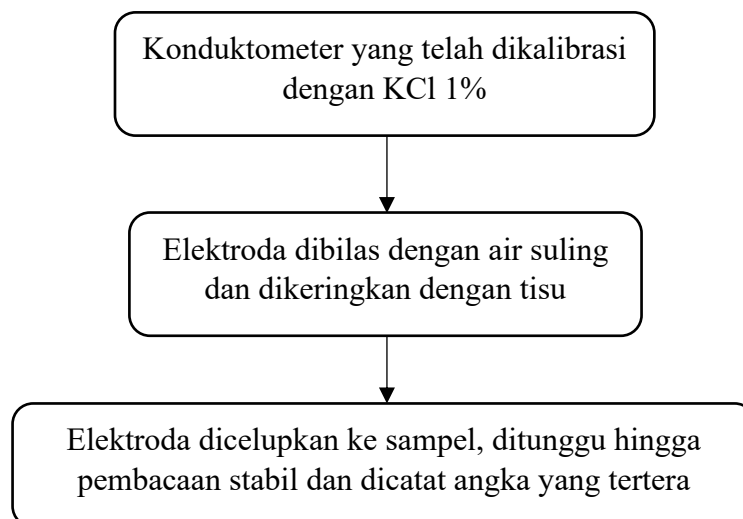 Konduktometer yang telah dikalibrasi
dengan KCl 1%
Elektroda dibilas dengan air suling
dan dikeringkan dengan tisu
Elektroda dicelupkan ke sampel, ditunggu hingga
pembacaan stabil dan dicatat angka yang tertera